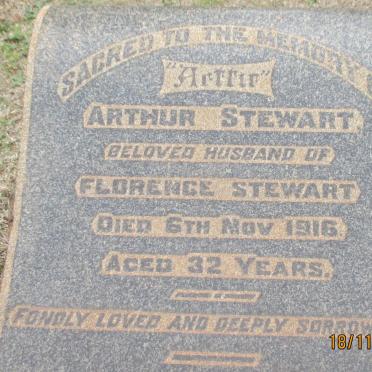 SACRED TO THE MEMORY
ARTHUR STEWART,
BELOVED HUSBAND OF
FLORENCE STEWART
DIED 6TH NOV 1916.
AGED 32 YEARS.
FONDLY LOVED AND DEEPLY
18/11